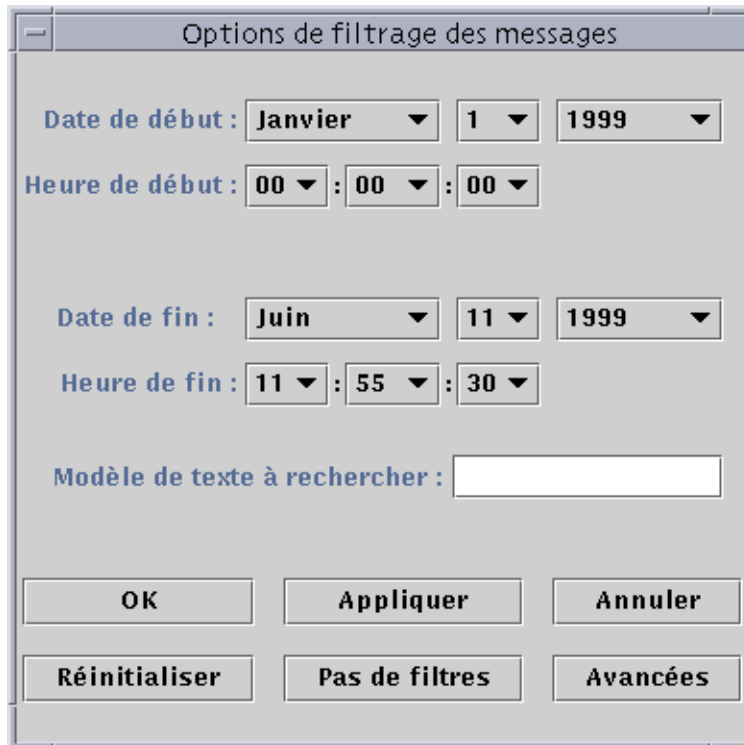 Options de filtrage des messages
Date de début : Janvier 1 1999
Heure de début : 00 : 00 : 00
Date de fin : Juin 11 1999
Heure de fin : 11 : 55 : 30
Modèle de texte à rechercher :
OK Appliquer Annuler
Réinitialiser Pas de filtres Avancées